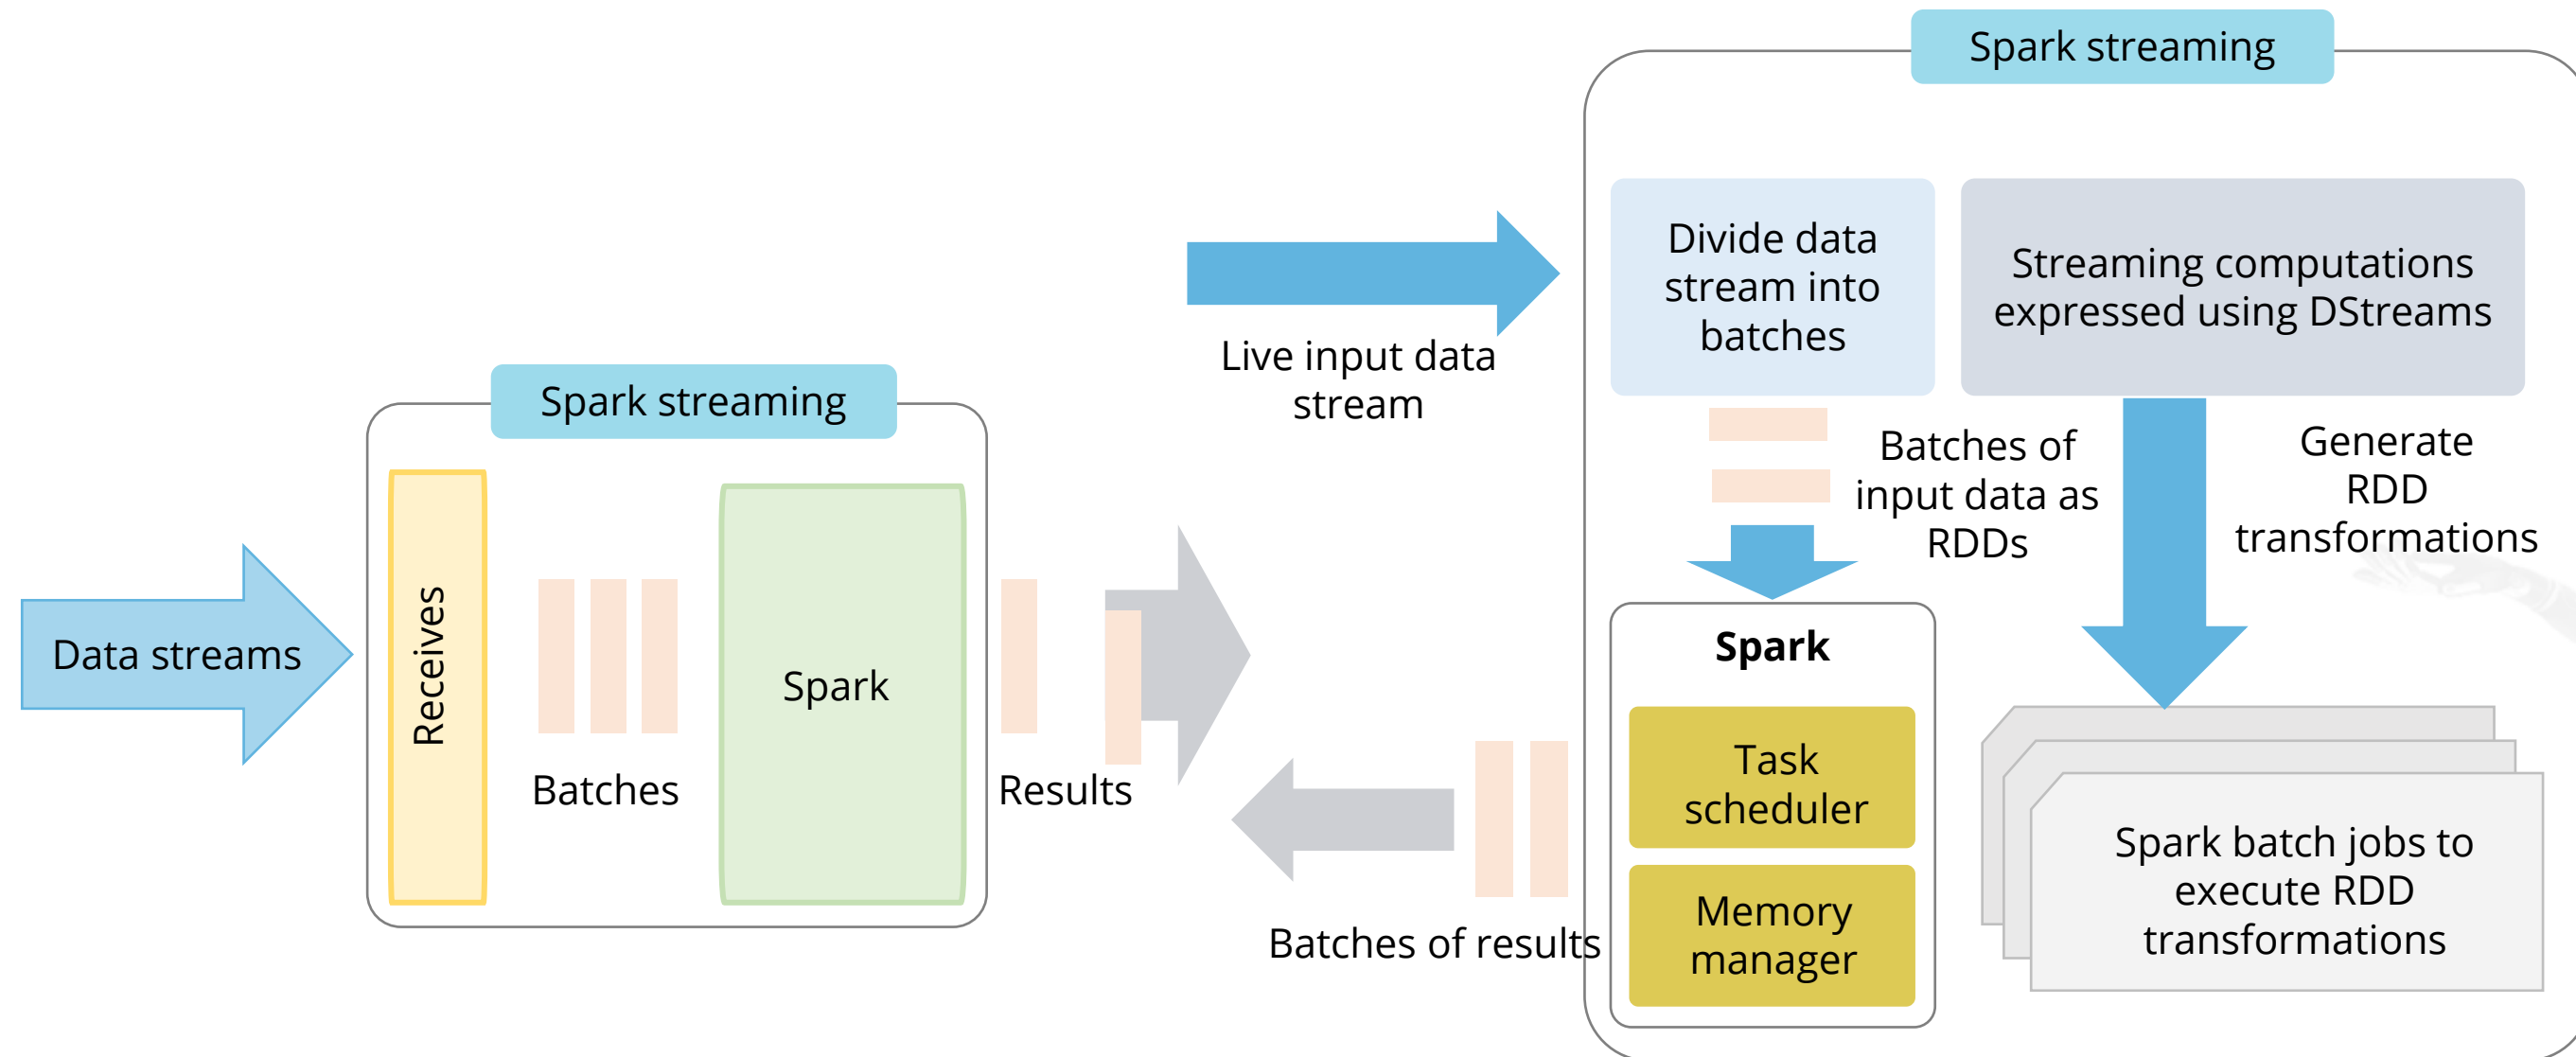 Spark streaming
Data streams
Receives
Batches
Spark
Results
Spark streaming
Live input data
stream
Divide data
stream into
batches
Streaming computations
expressed using DStreams
Batches of
input data as
RDDs
Generate
RDD
transformations
Spark
Task
scheduler
Memory
manager
Batches of results
Spark batch jobs to
execute RDD
transformations